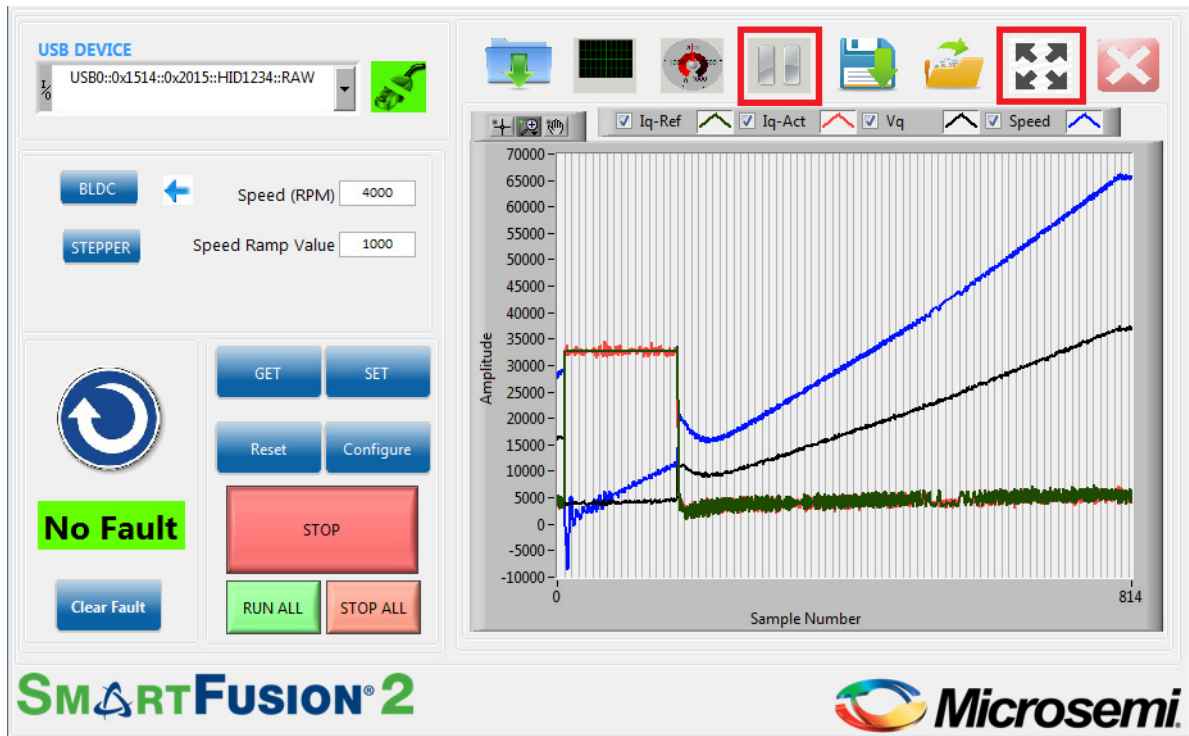 USB DEVICE
I/O
USB0::0x1514::0x2015::HID1234::RAW
BLDC
Speed (RPM) 4000
STEPPER
Speed Ramp Value 1000
GET SET
Reset Configure
No Fault
STOP
Clear Fault
RUN ALL STOP ALL
Iq-Ref Iq-Act Vq Speed
70000
65000
60000
55000
50000
45000
40000
35000
30000
25000
20000
15000
10000
5000
0
-5000
-10000
Amplitude
0 814
Sample Number
SMARTFUSION® 2
Microsemi.